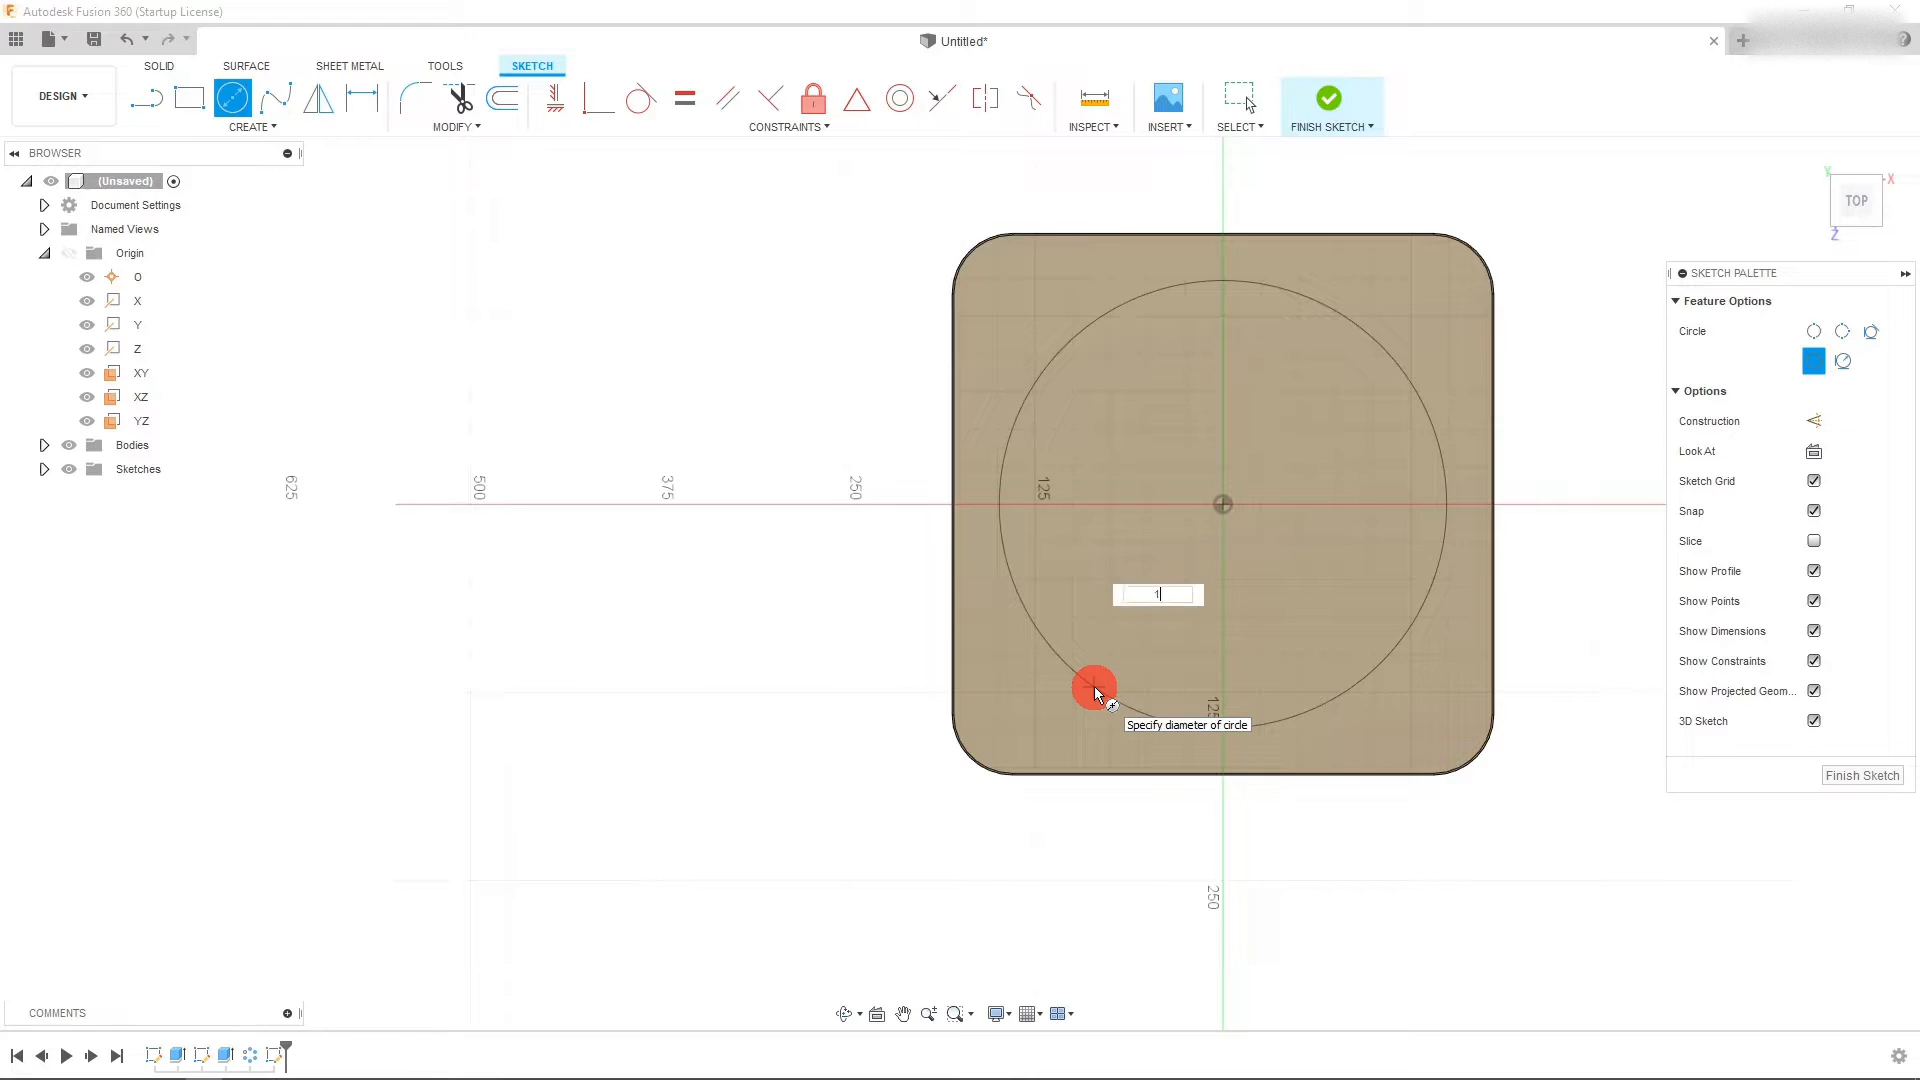 Autodesk Fusion 360 (Startup License)
Untitled*
SOLID SURFACE SHEET METAL TOOLS SKETCH
DESIGN
CREATE MODIFY CONSTRAINTS INSPECT INSERT SELECT FINISH SKETCH
BROWSER
(Unsaved)
Document Settings
Named Views
Origin
O
X
Y
Z
XY
XZ
YZ
Bodies
Sketches
625 500 375 250 125
125
250
1
Specify diameter of circle
Y X
TOP
Z
SKETCH PALETTE
Feature Options
Circle
Options
Construction
Look At
Sketch Grid
Snap
Slice
Show Profile
Show Points
Show Dimensions
Show Constraints
Show Projected Geom...
3D Sketch
Finish Sketch
COMMENTS